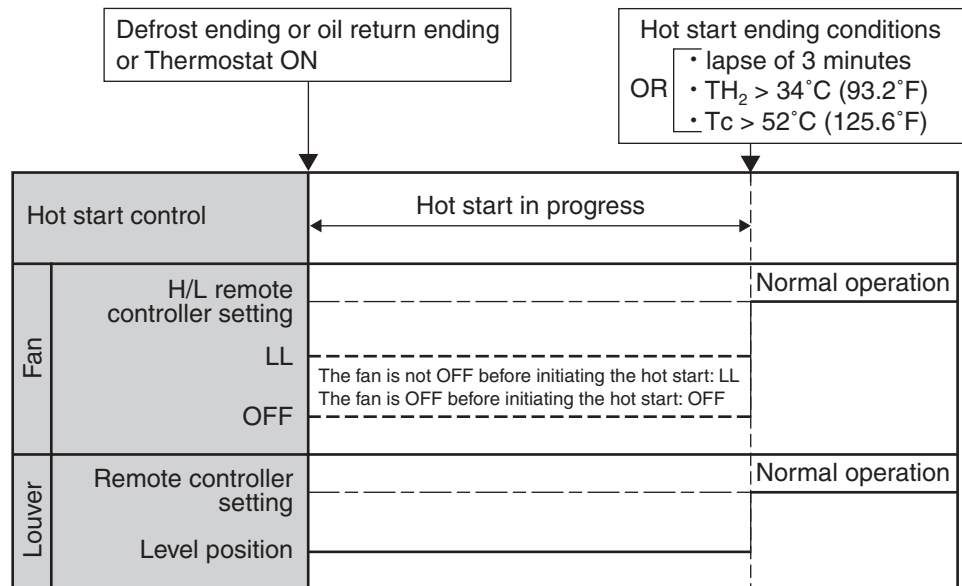 Defrost ending or oil return ending
or Thermostat ON
Hot start ending conditions
OR
・lapse of 3 minutes
・TH₂ > 34˚C (93.2˚F)
・Tc > 52˚C (125.6˚F)
Hot start control
Hot start in progress
Fan
H/L remote
controller setting
Normal operation
LL
The fan is not OFF before initiating the hot start: LL
The fan is OFF before initiating the hot start: OFF
OFF
Louver
Remote controller
setting
Normal operation
Level position